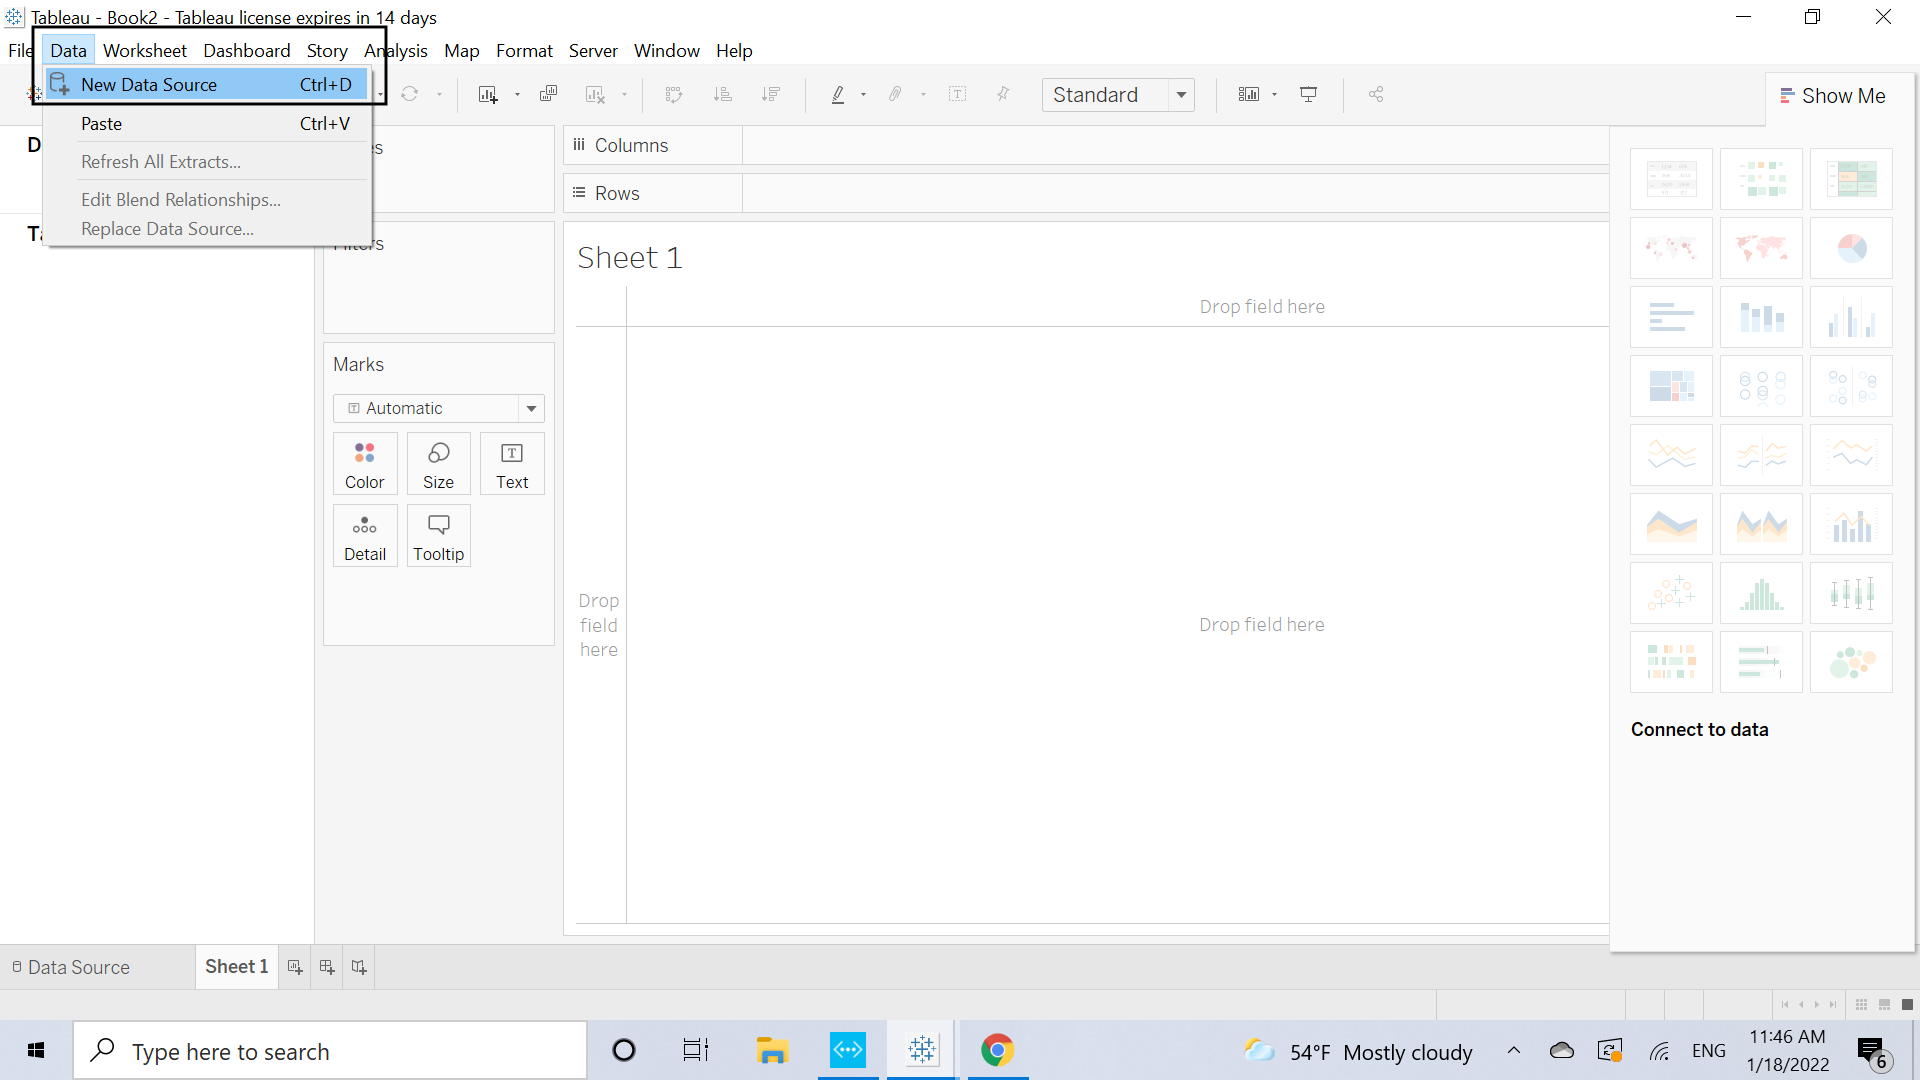 Tableau - Book2 - Tableau license expires in 14 days
File Data Worksheet Dashboard Story Analysis Map Format Server Window Help
New Data Source Ctrl+D
Paste Ctrl+V
Refresh All Extracts...
Edit Blend Relationships...
Replace Data Source...
Standard
Show Me
Columns
Rows
Sheet 1
Drop field here
Drop field here
Drop
field
here
Marks
Automatic
Color Size Text
Detail Tooltip
Connect to data
Data Source Sheet 1
Type here to search
54°F Mostly cloudy
ENG
11:46 AM
1/18/2022
6